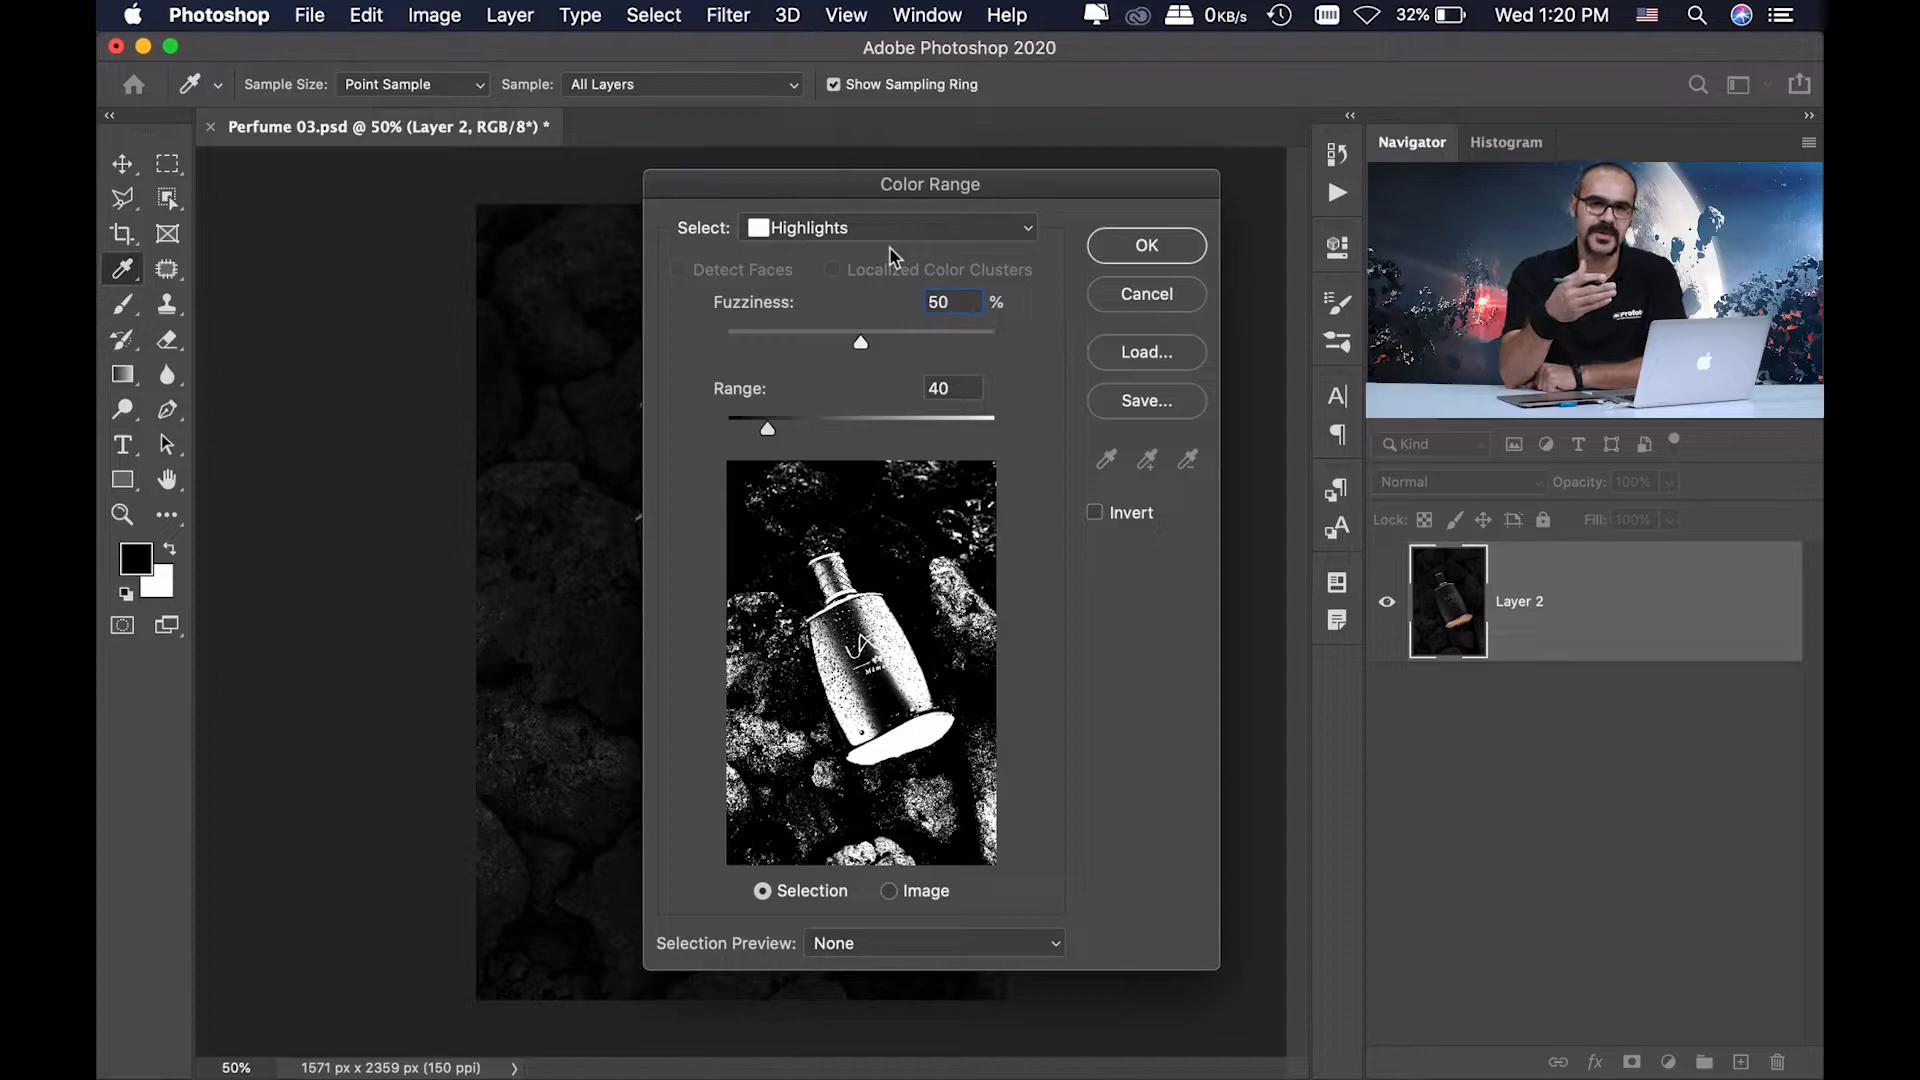 Photoshop File Edit Image Layer Type Select Filter 3D View Window Help 0KB/s 32% Wed 1:20 PM
Adobe Photoshop 2020
Sample Size: Point Sample Sample: All Layers Show Sampling Ring
Perfume 03.psd @ 50% (Layer 2, RGB/8*) *
Navigator Histogram
Color Range
Select: Highlights
OK
Detect Faces Localized Color Clusters
Fuzziness: 50 %
Cancel
Load...
Range: 40
Save...
Kind
Normal Opacity: 100%
Invert
Lock: Fill: 100%
Layer 2
Selection Image
Selection Preview: None
50% 1571 px x 2359 px (150 ppi)